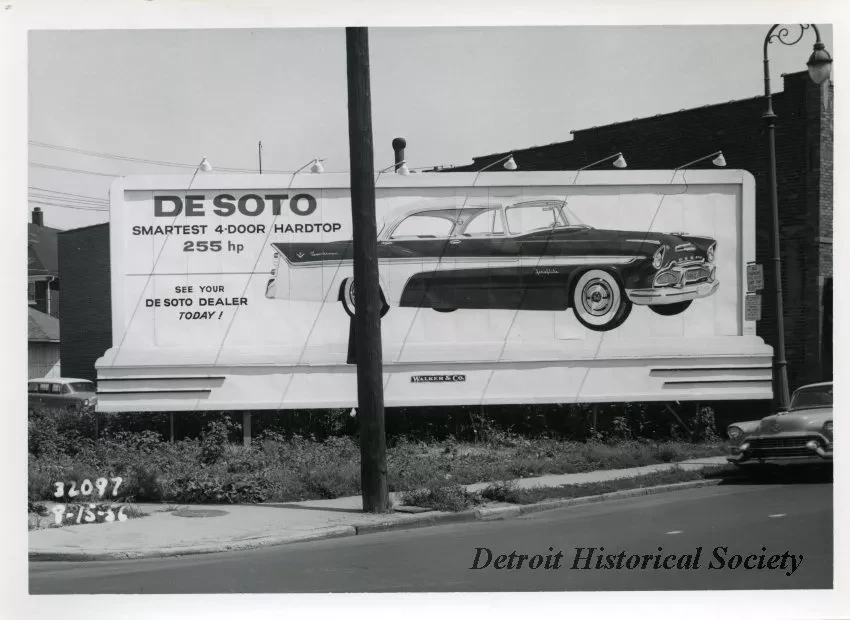 DE SOTO
SMARTEST 4-DOOR HARDTOP
255 hp
SEE YOUR
DE SOTO DEALER
TODAY!
WALKER & CO.
32097
8-15-56
Detroit Historical Society